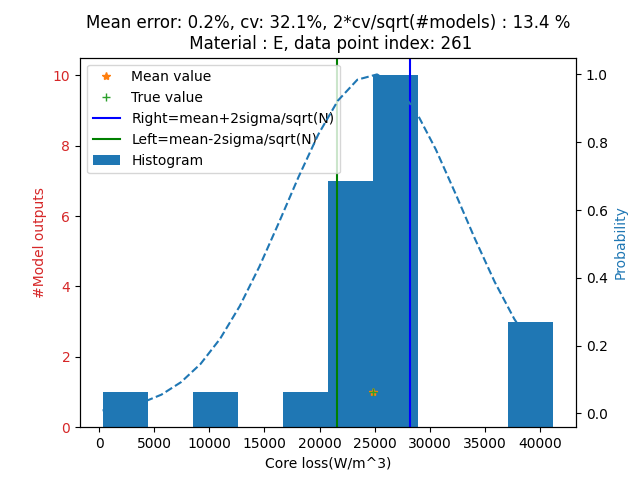 Mean error: 0.2%, cv: 32.1%, 2*cv/sqrt(#models) : 13.4 %
Material : E, data point index: 261
Mean value
True value
Right=mean+2sigma/sqrt(N)
Left=mean-2sigma/sqrt(N)
Histogram
#Model outputs
10
8
6
4
2
0
1.0
0.8
0.6
0.4
0.2
0.0
Probability
0 5000 10000 15000 20000 25000 30000 35000 40000
Core loss(W/m^3)